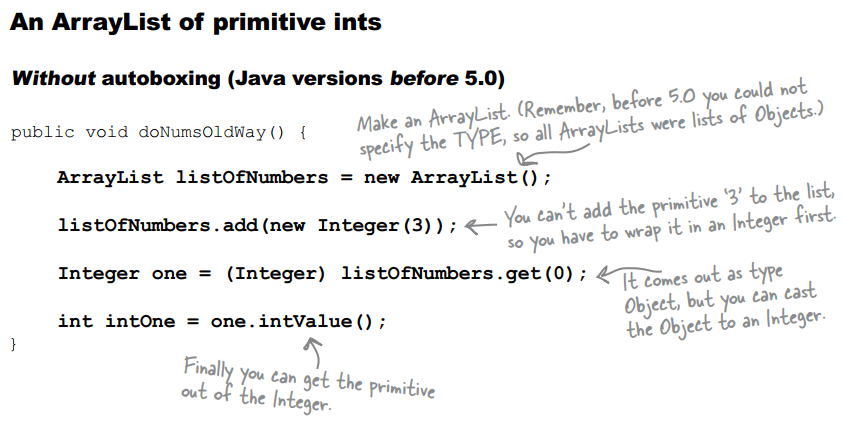 An ArrayList of primitive ints
Without autoboxing (Java versions before 5.0)
public void doNumsOldWay() {
Make an ArrayList. (Remember, before 5.0 you could not
specify the TYPE, so all ArrayLists were lists of Objects.)
ArrayList listOfNumbers = new ArrayList();
listOfNumbers.add(new Integer(3));
You can't add the primitive '3' to the list,
so you have to wrap it in an Integer first.
Integer one = (Integer) listOfNumbers.get(0);
It comes out as type
Object, but you can cast
the Object to an Integer.
int intOne = one.intValue();
}
Finally you can get the primitive
out of the Integer.